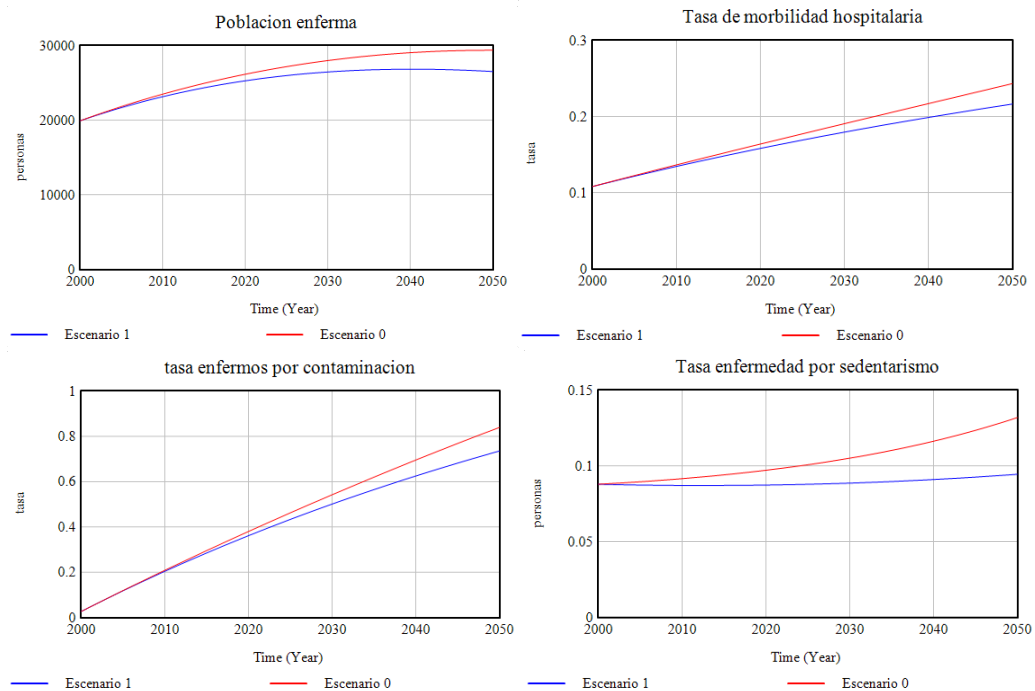 Poblacion enferma
30000
20000
10000
0
personas
2000 2010 2020 2030 2040 2050
Time (Year)
Escenario 1 Escenario 0
Tasa de morbilidad hospitalaria
0.3
0.2
0.1
0
tasa
2000 2010 2020 2030 2040 2050
Time (Year)
Escenario 1 Escenario 0
tasa enfermos por contaminacion
1
0.8
0.6
0.4
0.2
0
tasa
2000 2010 2020 2030 2040 2050
Time (Year)
Escenario 1 Escenario 0
Tasa enfermedad por sedentarismo
0.15
0.1
0.05
0
personas
2000 2010 2020 2030 2040 2050
Time (Year)
Escenario 1 Escenario 0